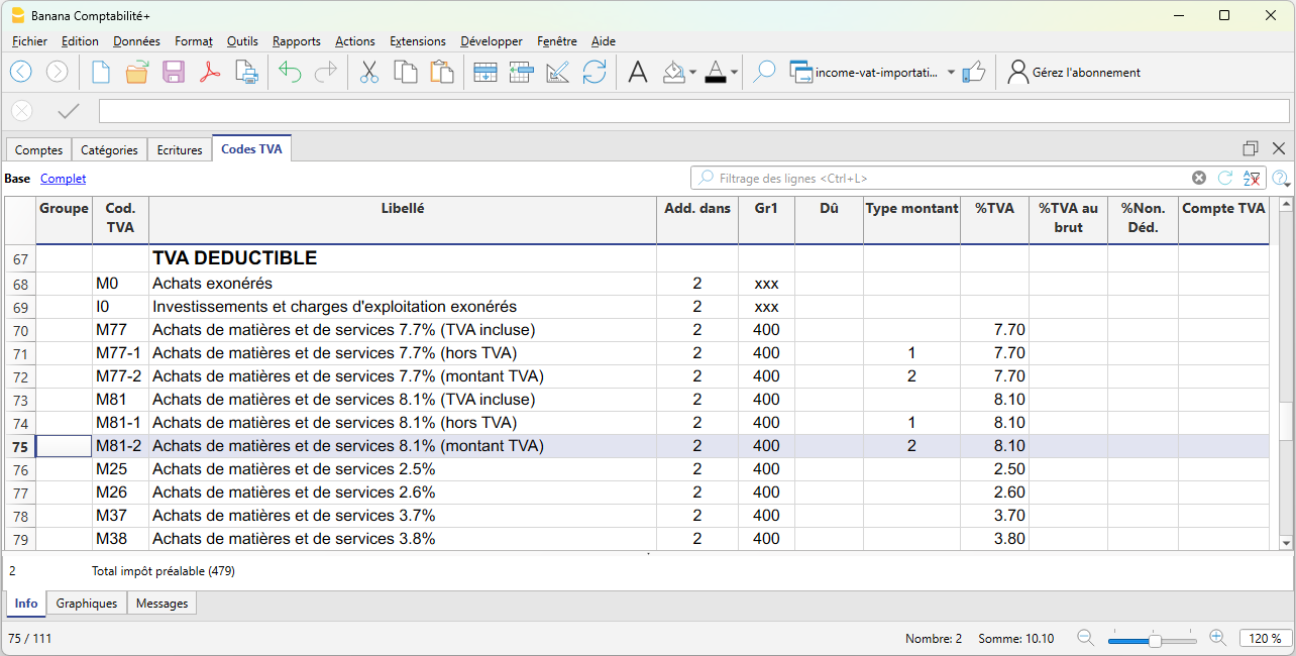 Banana Comptabilité+
Fichier Edition Données Format Outils Rapports Actions Extensions Développer Fenêtre Aide
income-vat-importati... Gérez l'abonnement
Comptes Catégories Ecritures Codes TVA
Base Complet Filtrage des lignes <Ctrl+L>
Groupe Cod. TVA Libellé Add. dans Gr1 Dû Type montant %TVA %TVA au brut %Non. Déd. Compte TVA
67 TVA DEDUCTIBLE
68 M0 Achats exonérés 2 xxx
69 I0 Investissements et charges d'exploitation exonérés 2 xxx
70 M77 Achats de matières et de services 7.7% (TVA incluse) 2 400 7.70
71 M77-1 Achats de matières et de services 7.7% (hors TVA) 2 400 1 7.70
72 M77-2 Achats de matières et de services 7.7% (montant TVA) 2 400 2 7.70
73 M81 Achats de matières et de services 8.1% (TVA incluse) 2 400 8.10
74 M81-1 Achats de matières et de services 8.1% (hors TVA) 2 400 1 8.10
75 M81-2 Achats de matières et de services 8.1% (montant TVA) 2 400 2 8.10
76 M25 Achats de matières et de services 2.5% 2 400 2.50
77 M26 Achats de matières et de services 2.6% 2 400 2.60
78 M37 Achats de matières et de services 3.7% 2 400 3.70
79 M38 Achats de matières et de services 3.8% 2 400 3.80
2 Total impôt préalable (479)
Info Graphiques Messages
75 / 111 Nombre: 2 Somme: 10.10 120 %